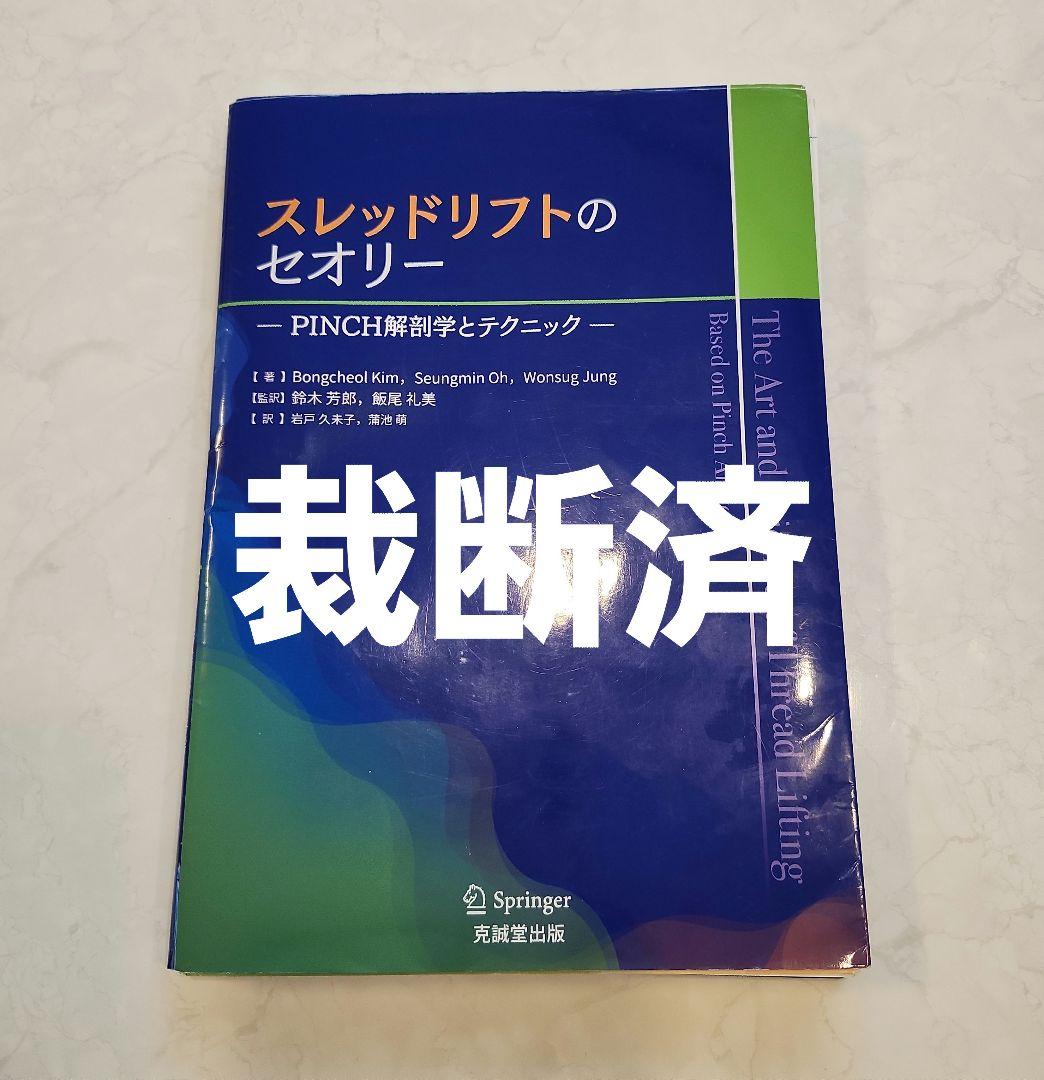 スレッドリフトの
セオリー
― PINCH解剖学とテクニック ―
【 著 】Bongcheol Kim，Seungmin Oh，Wonsug Jung
【監訳】鈴木 芳郎，飯尾 礼美
【 訳 】岩戸 久未子，蒲池 萌
裁断済
The Art and
Thread Lifting
Based on Pinch
Springer
克誠堂出版